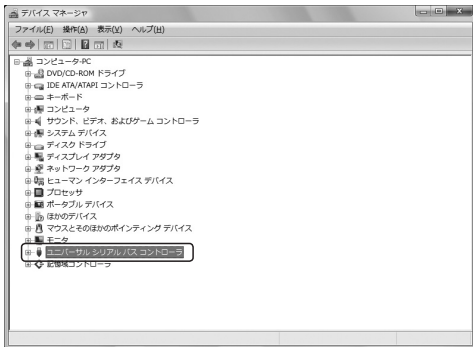 デバイス マネージャ
ファイル(F) 操作(A) 表示(V) ヘルプ(H)
コンピュータ-PC
DVD/CD-ROM ドライブ
IDE ATA/ATAPI コントローラ
キーボード
コンピュータ
サウンド、ビデオ、およびゲーム コントローラ
システム デバイス
ディスク ドライブ
ディスプレイ アダプタ
ネットワーク アダプタ
ヒューマン インターフェイス デバイス
プロセッサ
ポータブル デバイス
ほかのデバイス
マウスとそのほかのポインティング デバイス
モニタ
ユニバーサル シリアル バス コントローラ
記憶域コントローラ